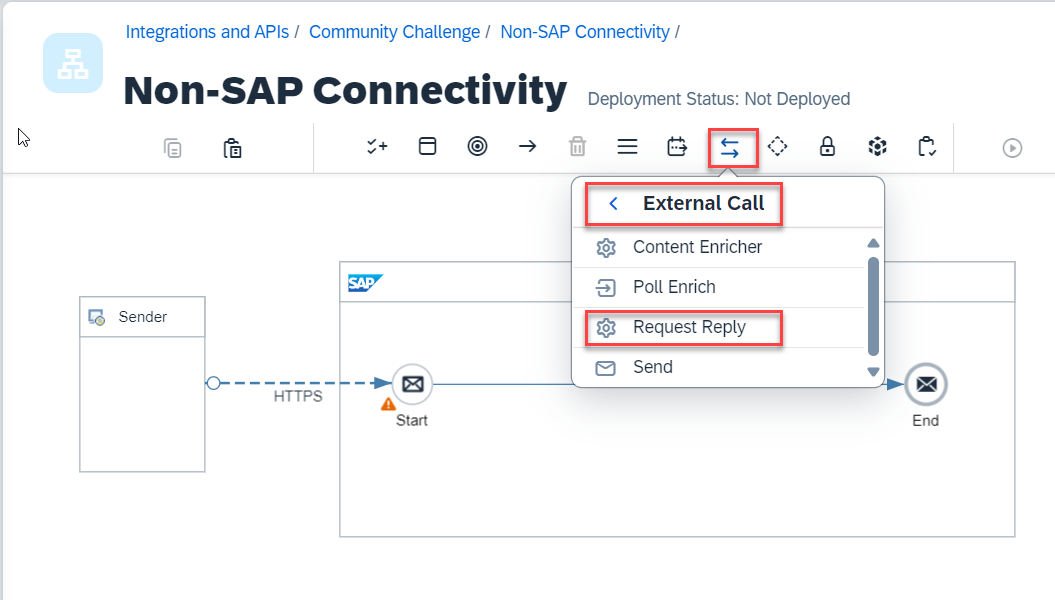 Integrations and APIs / Community Challenge / Non-SAP Connectivity /
Non-SAP Connectivity Deployment Status: Not Deployed
External Call
Content Enricher
Poll Enrich
Request Reply
Send
SAP
Sender
HTTPS
Start
End